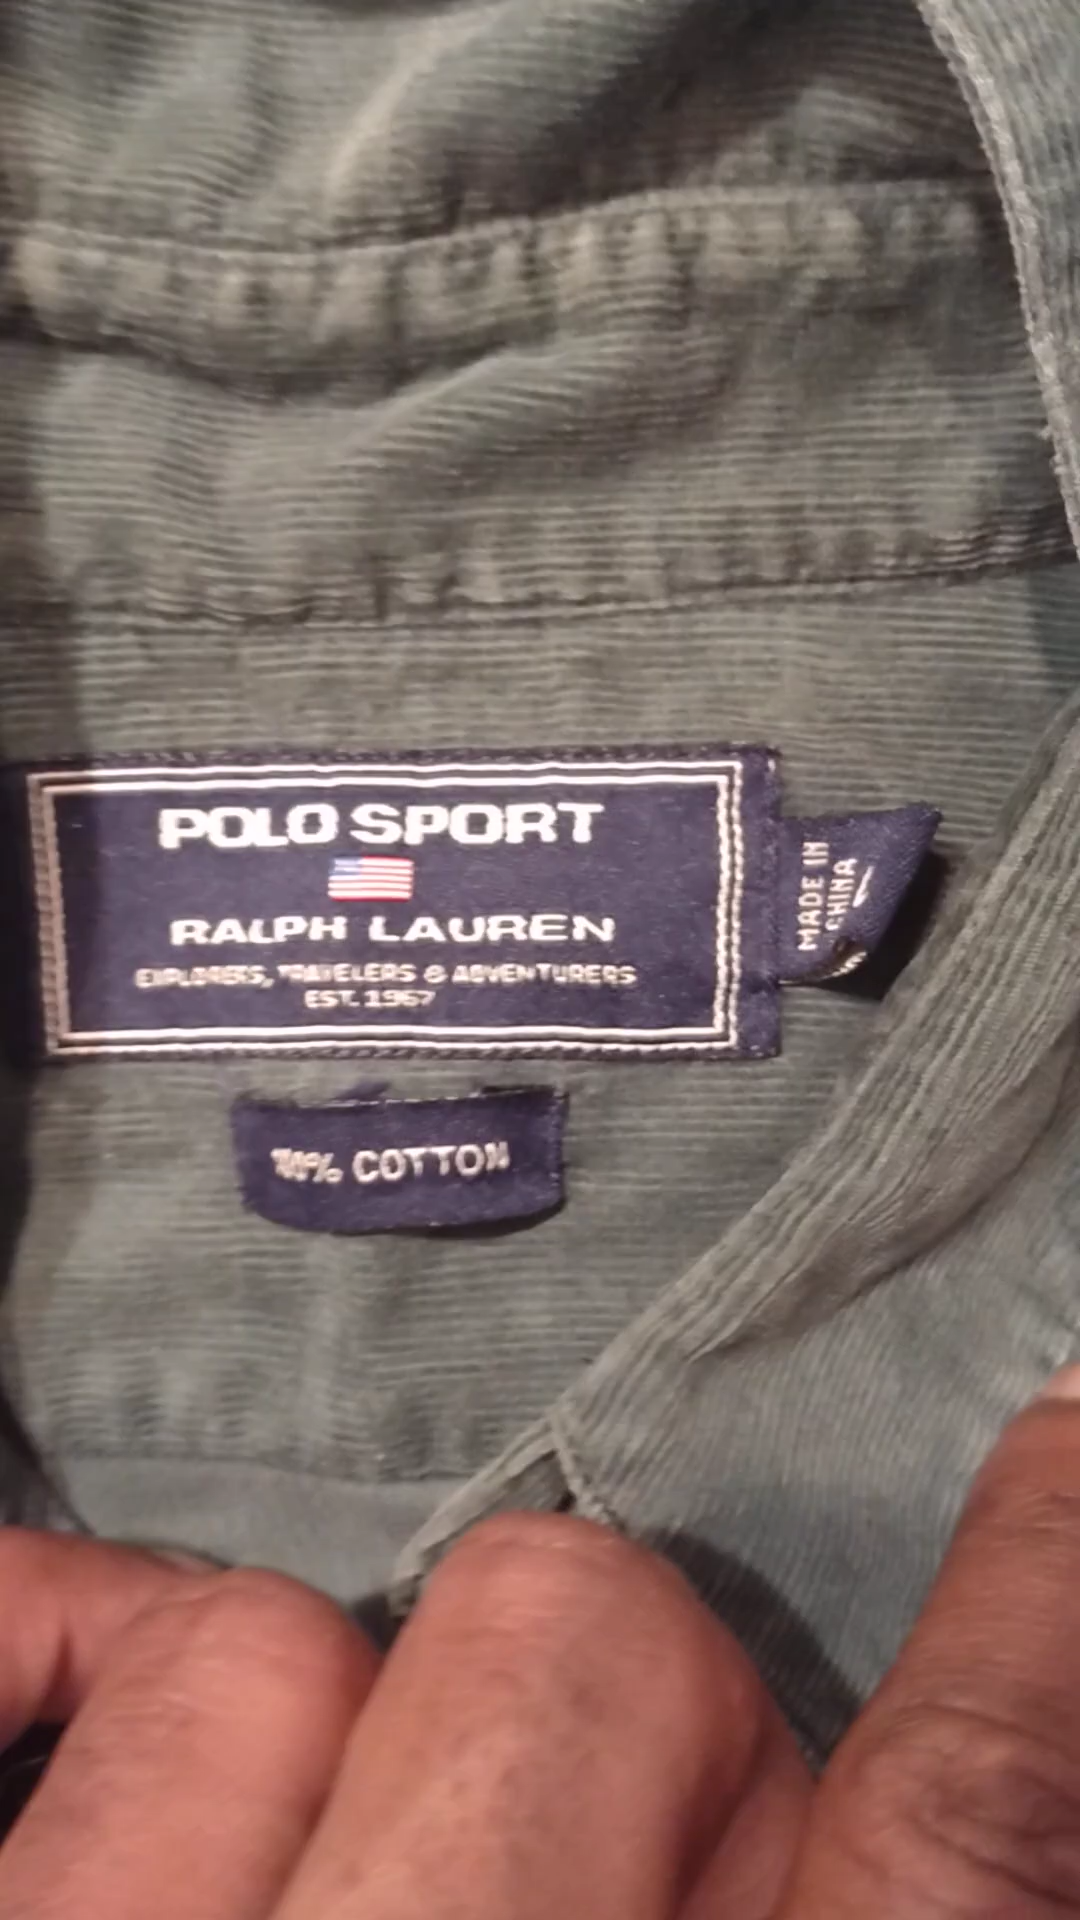 POLO SPORT
RALPH LAUREN
EXPLORERS, TRAVELERS & ADVENTURERS
EST. 1967
MADE IN
CHINA
100% COTTON